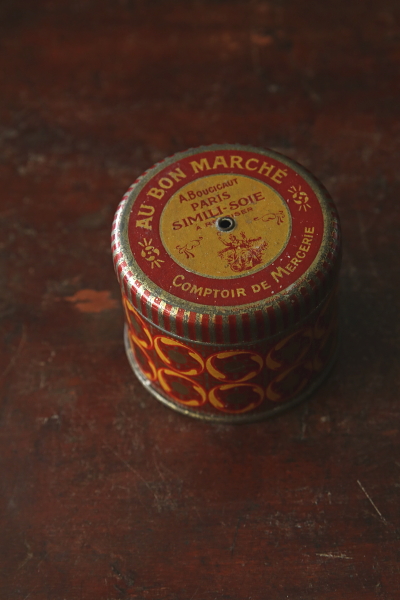 AU BON MARCHÉ
A. BOUCICAUT
PARIS
SIMILI-SOIE
A
COMPTOIR DE MERCERIE